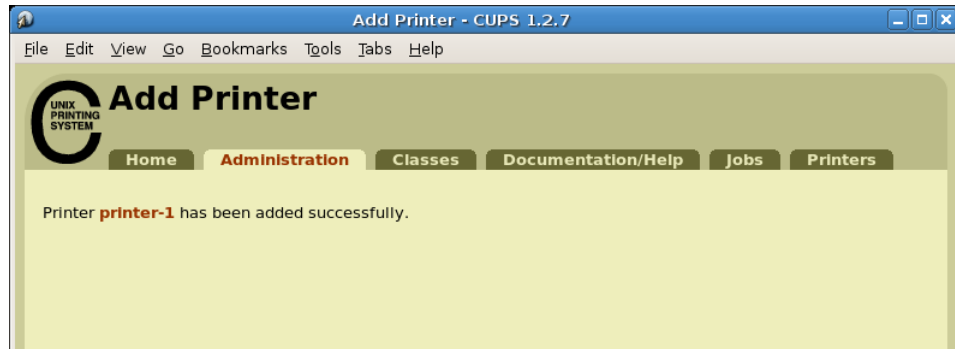 Add Printer - CUPS 1.2.7
File Edit View Go Bookmarks Tools Tabs Help
UNIX
PRINTING
SYSTEM
Add Printer
Home Administration Classes Documentation/Help Jobs Printers
Printer printer-1 has been added successfully.